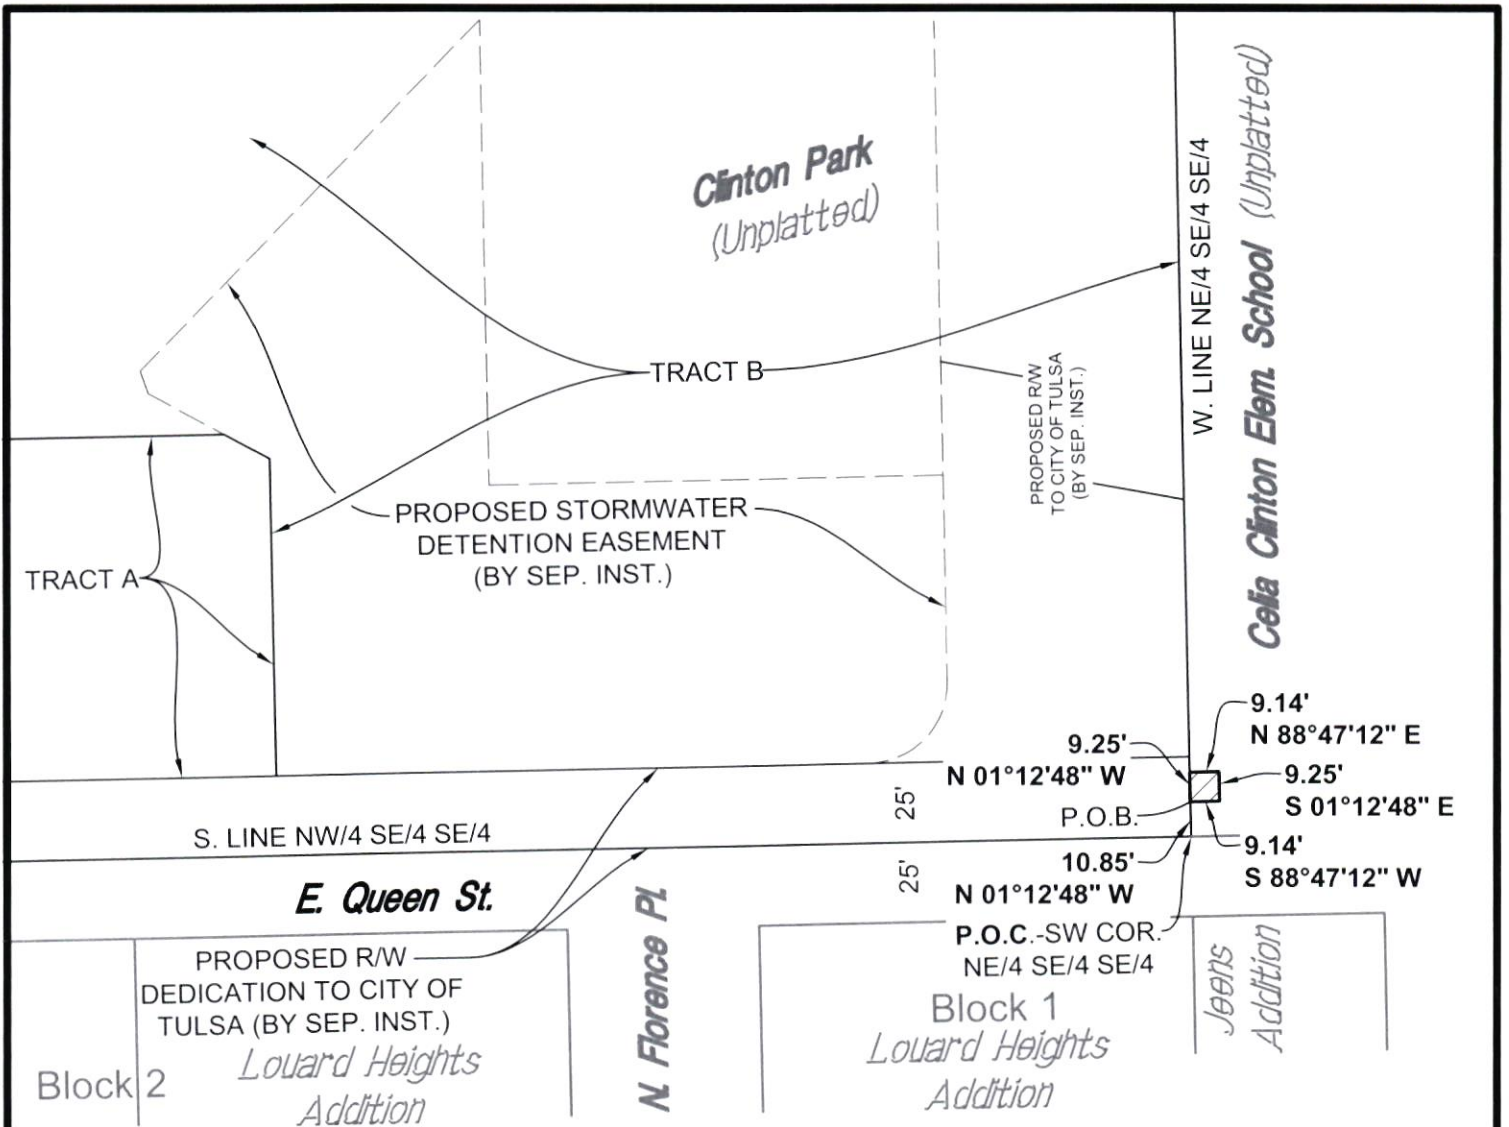 Clinton Park
(Unplatted)
W. LINE NE/4 SE/4 SE/4
Celia Clinton Elem. School (Unplatted)
TRACT B
PROPOSED R/W
TO CITY OF TULSA
(BY SEP. INST.)
PROPOSED STORMWATER
DETENTION EASEMENT
(BY SEP. INST.)
TRACT A
9.14'
N 88°47'12" E
9.25'
N 01°12'48" W
9.25'
S 01°12'48" E
P.O.B.
25'
S. LINE NW/4 SE/4 SE/4
9.14'
S 88°47'12" W
10.85'
N 01°12'48" W
25'
E. Queen St.
N. Florence Pl.
P.O.C.-SW COR.
NE/4 SE/4 SE/4
PROPOSED R/W
DEDICATION TO CITY OF
TULSA (BY SEP. INST.)
Block 1
Louard Heights
Addition
Jeens
Addition
Block 2
Louard Heights
Addition